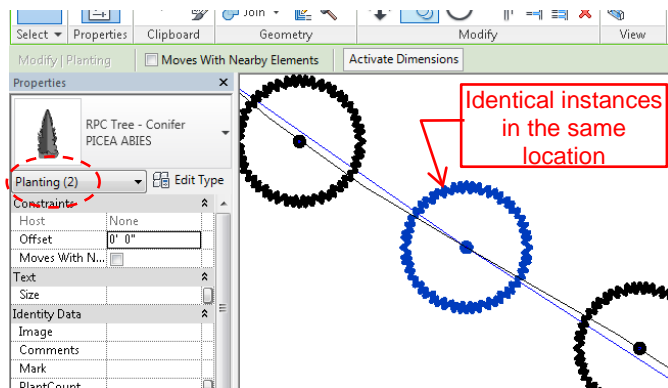 Join
Select Properties Clipboard Geometry Modify View
Modify | Planting Moves With Nearby Elements Activate Dimensions
Properties
RPC Tree - Conifer
PICEA ABIES
Planting (2) Edit Type
Constraints
Host None
Offset 0' 0"
Moves With N...
Text
Size
Identity Data
Image
Comments
Mark
PlantCount
Identical instances
in the same
location